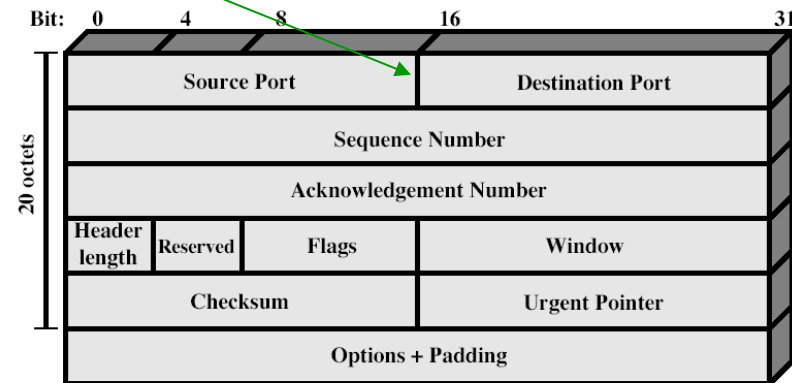 Bit: 0 4 8 16 31
Source Port Destination Port
Sequence Number
Acknowledgement Number
Header
length Reserved Flags Window
Checksum Urgent Pointer
Options + Padding
20 octets